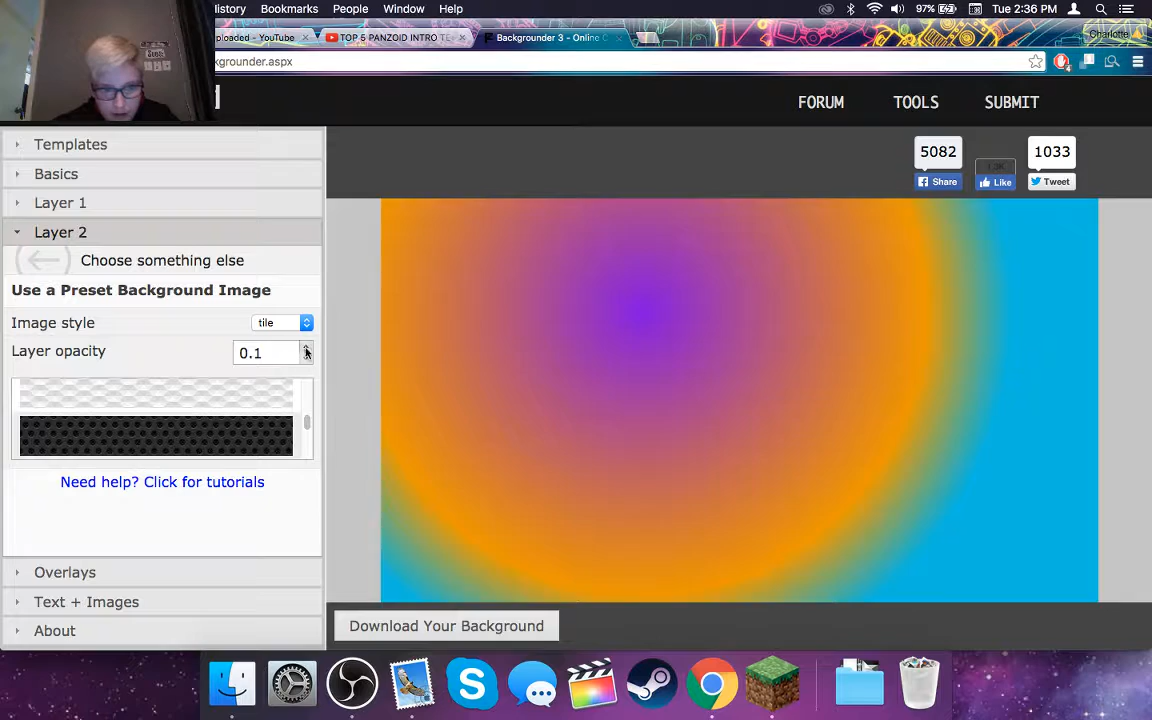 History Bookmarks People Window Help
97% Tue 2:36 PM
ploaded - YouTube × TOP 5 PANZOID INTRO TE × Backgrounder 3 - Online C × Charlotte
kgrounder.aspx
4
FORUM TOOLS SUBMIT
Templates
Basics
Layer 1
Layer 2
Choose something else
Use a Preset Background Image
Image style tile
Layer opacity 0.1
Need help? Click for tutorials
Overlays
Text + Images
About
5082 1033
Share Like Tweet
Download Your Background